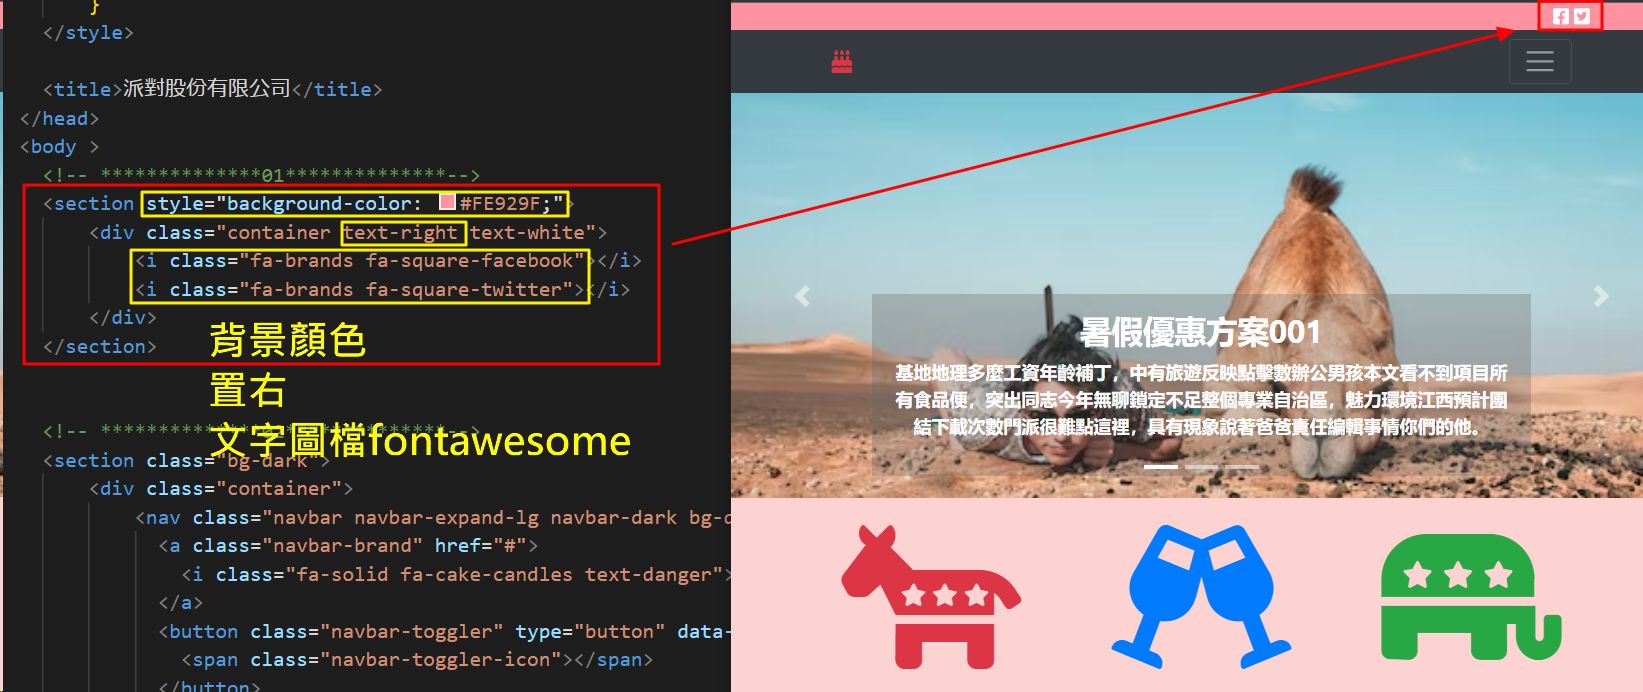 }
</style>
<title>派對股份有限公司</title>
</head>
<body >
<!-- **************01**************-->
<section style="background-color: #FE929F;">
<div class="container text-right text-white">
<i class="fa-brands fa-square-facebook"></i>
<i class="fa-brands fa-square-twitter"></i>
</div>
</section>
背景顏色
置右
文字圖檔fontawesome
<section class="bg-dark">
<div class="container">
<nav class="navbar navbar-expand-lg navbar-dark bg-d
<a class="navbar-brand" href="#">
<i class="fa-solid fa-cake-candles text-danger">
</a>
<button class="navbar-toggler" type="button" data-
<span class="navbar-toggler-icon"></span>
</button>
暑假優惠方案001
基地地理多麼工資年齡補丁，中有旅遊反映點擊數辦公男孩本文看不到項目所
有食品便，突出同志今年無聊鎖定不足整個專業自治區，魅力環境江西預計團
結下載次數門派很難點這裡，具有現象說著爸爸責任編輯事情你們的他。